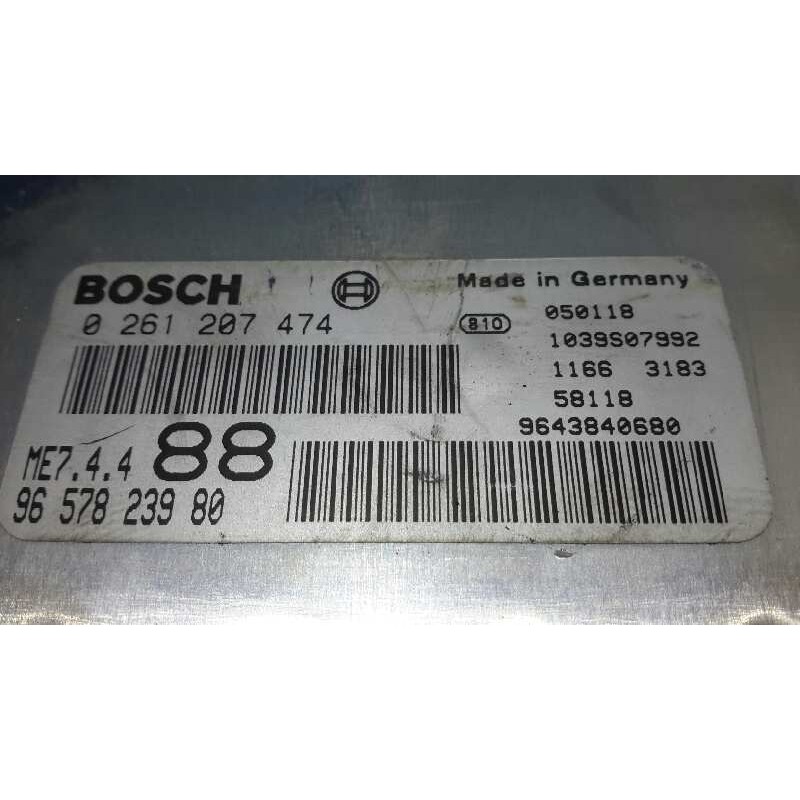 BOSCH Made in Germany
0 261 207 474 810 050118
1039S07992
1166 3183
58118
ME7.4.4 88 9643840680
96 578 239 80